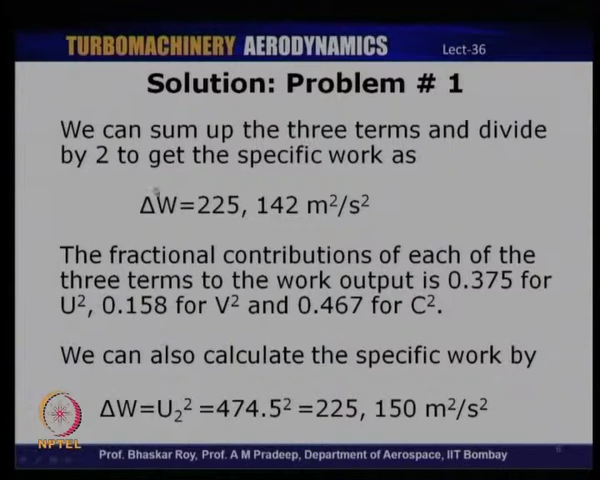 TURBOMACHINERY AERODYNAMICS Lect-36
Solution: Problem # 1
We can sum up the three terms and divide
by 2 to get the specific work as
ΔW=225, 142 m²/s²
The fractional contributions of each of the
three terms to the work output is 0.375 for
U², 0.158 for V² and 0.467 for C².
We can also calculate the specific work by
ΔW=U₂² =474.5² =225, 150 m²/s²
NPTEL
Prof. Bhaskar Roy, Prof. A M Pradeep, Department of Aerospace, IIT Bombay